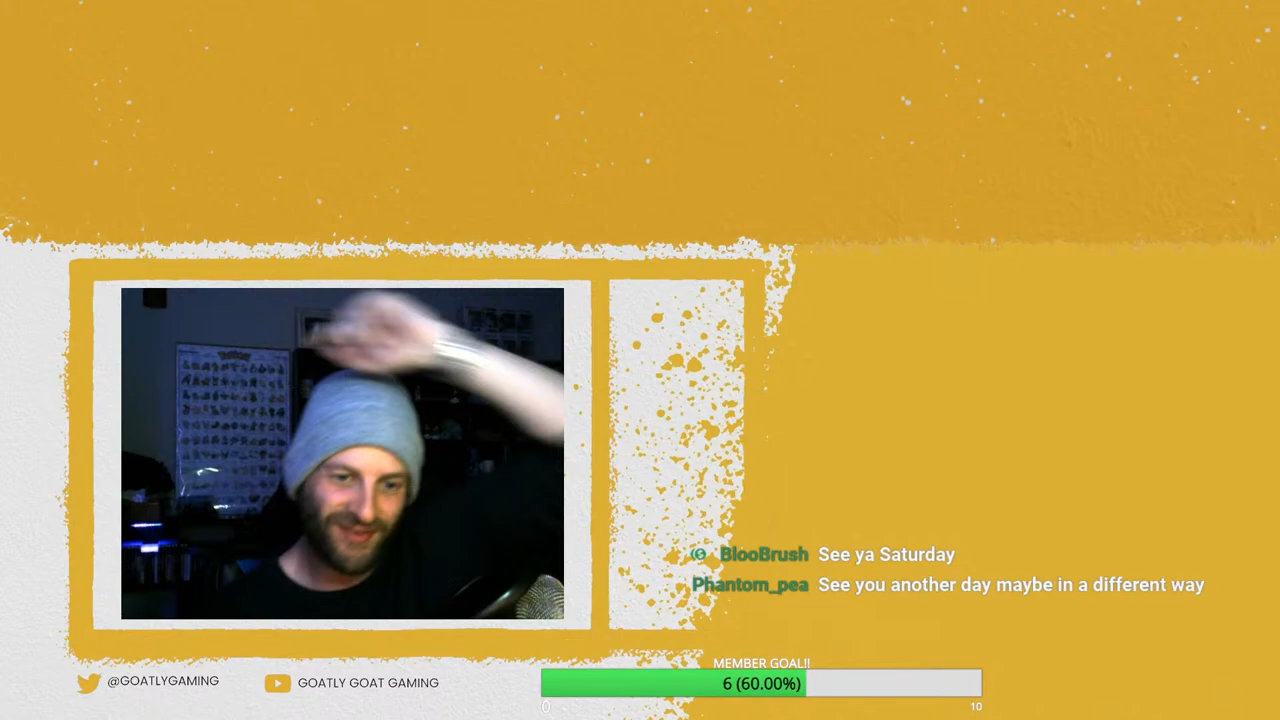 BlooBrush See ya Saturday
Phantom_pea See you another day maybe in a different way
MEMBER GOAL!!
@GOATLYGAMING
GOATLY GOAT GAMING
6 (60.00%)
0
10